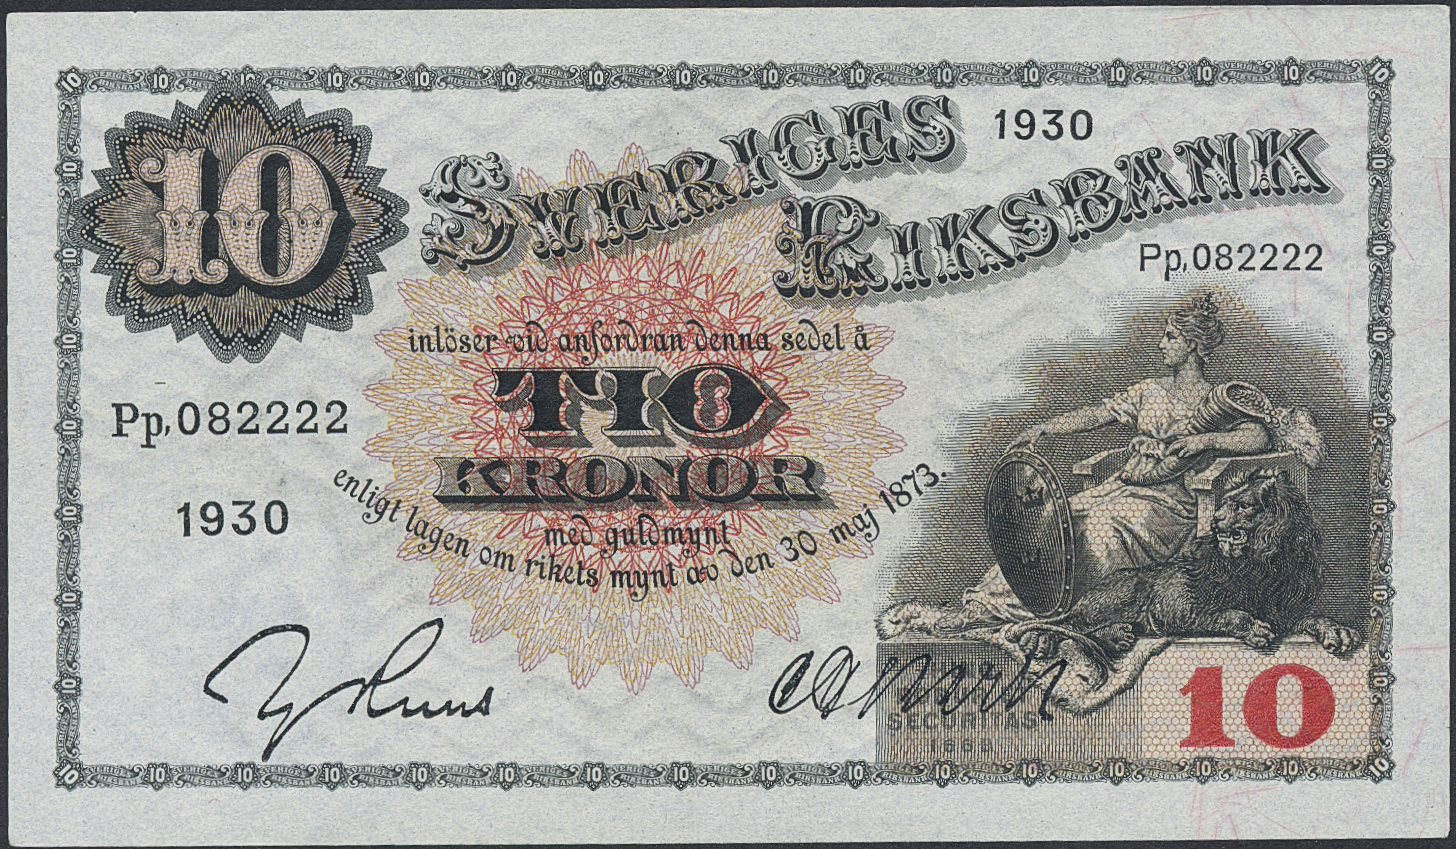 10
SVERIGES
1930
RIKSBANK
Pp,082222
inlöser vid anfordran denna sedel å
TIO
KRONOR
med guldmynt
enligt lagen om rikets mynt av den 30 maj 1873.
Pp,082222
1930
SECURITAS
1668
10